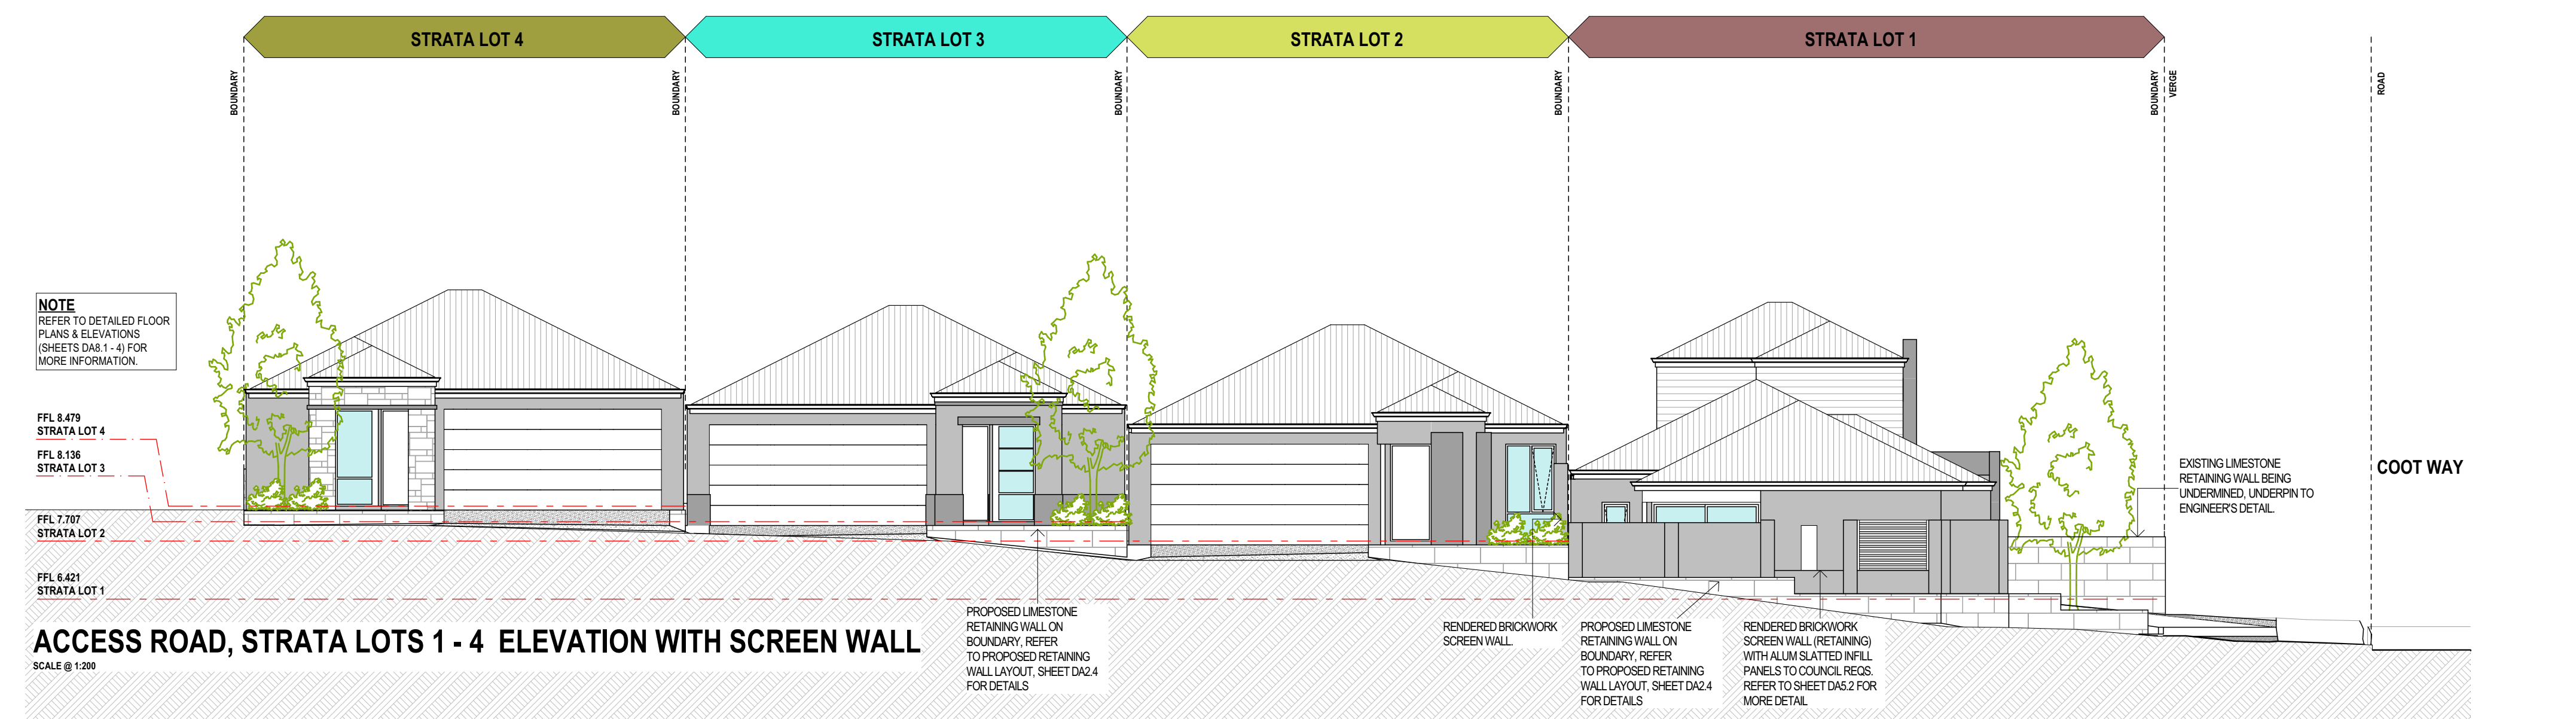 STRATA LOT 4
STRATA LOT 3
STRATA LOT 2
STRATA LOT 1
BOUNDARY
BOUNDARY
BOUNDARY
BOUNDARY
BOUNDARY
VERGE
ROAD
NOTE
REFER TO DETAILED FLOOR
PLANS & ELEVATIONS
(SHEETS DA8.1 - 4) FOR
MORE INFORMATION.
FFL 8.479
STRATA LOT 4
FFL 8.136
STRATA LOT 3
FFL 7.707
STRATA LOT 2
FFL 6.421
STRATA LOT 1
EXISTING LIMESTONE
RETAINING WALL BEING
UNDERMINED, UNDERPIN TO
ENGINEER'S DETAIL.
COOT WAY
PROPOSED LIMESTONE
RETAINING WALL ON
BOUNDARY, REFER
TO PROPOSED RETAINING
WALL LAYOUT, SHEET DA2.4
FOR DETAILS
RENDERED BRICKWORK
SCREEN WALL.
PROPOSED LIMESTONE
RETAINING WALL ON
BOUNDARY, REFER
TO PROPOSED RETAINING
WALL LAYOUT, SHEET DA2.4
FOR DETAILS
RENDERED BRICKWORK
SCREEN WALL (RETAINING)
WITH ALUM SLATTED INFILL
PANELS TO COUNCIL REQS.
REFER TO SHEET DA5.2 FOR
MORE DETAIL
ACCESS ROAD, STRATA LOTS 1 - 4 ELEVATION WITH SCREEN WALL
SCALE @ 1:200